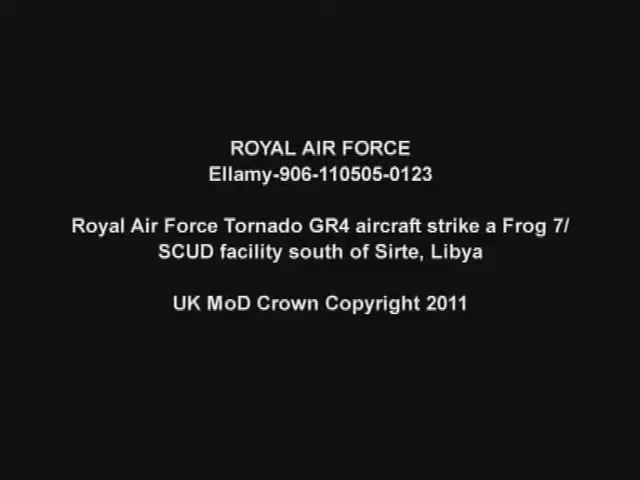 ROYAL AIR FORCE
Ellamy-906-110505-0123
Royal Air Force Tornado GR4 aircraft strike a Frog 7/
SCUD facility south of Sirte, Libya
UK MoD Crown Copyright 2011